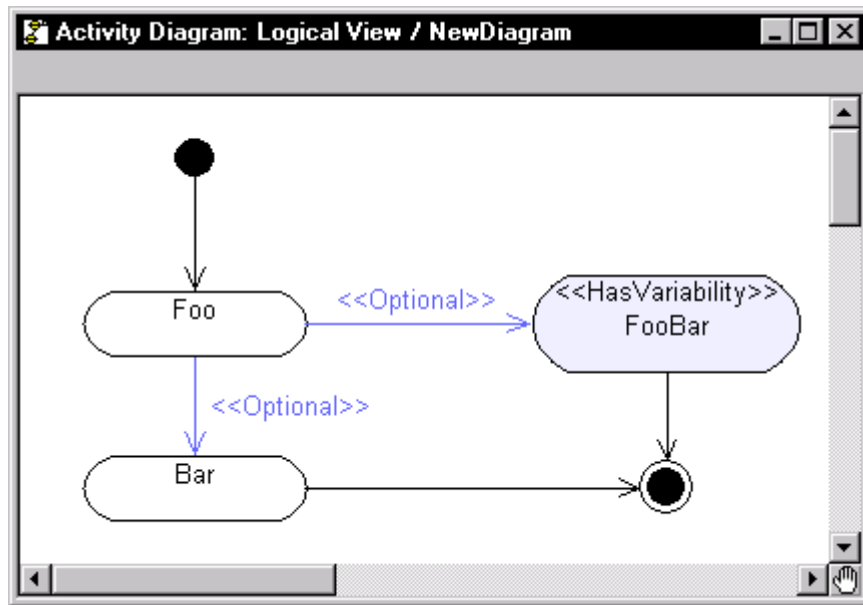 Activity Diagram: Logical View / NewDiagram
<<Optional>>
<<HasVariability>>
Foo
FooBar
<<Optional>>
Bar